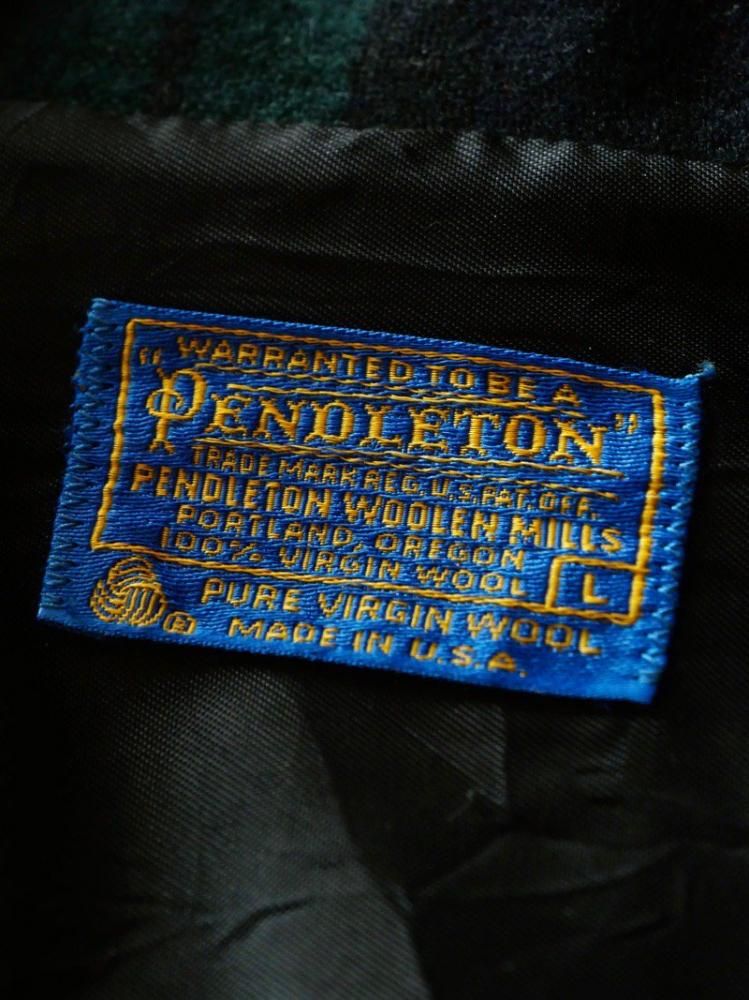 WARRANTED TO BE A
"PENDLETON"
TRADE MARK REG. U.S. PAT. OFF.
PENDLETON WOOLEN MILLS
PORTLAND, OREGON
100% VIRGIN WOOL
L
PURE VIRGIN WOOL
® MADE IN U.S.A.